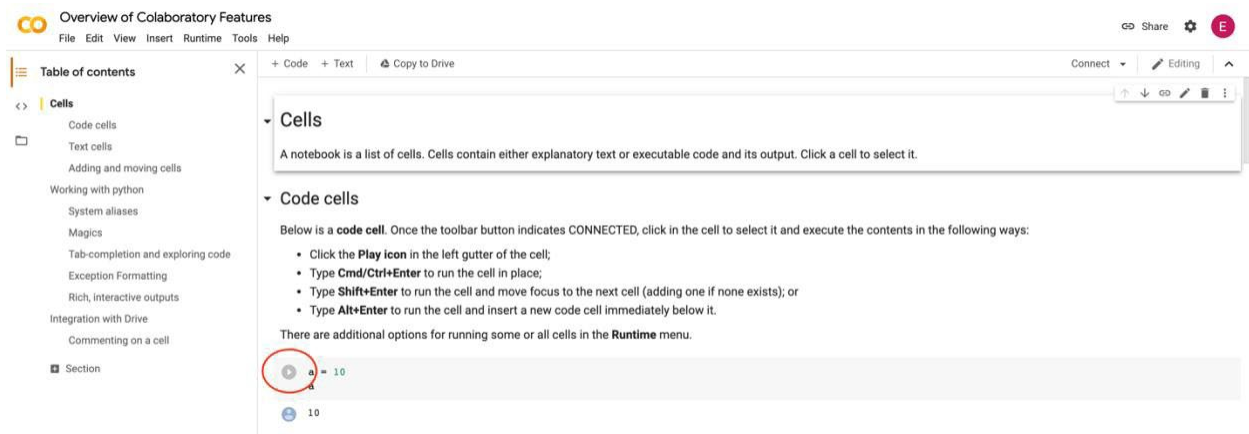 Overview of Colaboratory Features
File Edit View Insert Runtime Tools Help
Share
E
Table of contents
Cells
Code cells
Text cells
Adding and moving cells
Working with python
System aliases
Magics
Tab-completion and exploring code
Exception Formatting
Rich, interactive outputs
Integration with Drive
Commenting on a cell
Section
+ Code + Text Copy to Drive
Connect Editing
Cells
A notebook is a list of cells. Cells contain either explanatory text or executable code and its output. Click a cell to select it.
Code cells
Below is a code cell. Once the toolbar button indicates CONNECTED, click in the cell to select it and execute the contents in the following ways:
• Click the Play icon in the left gutter of the cell;
• Type Cmd/Ctrl+Enter to run the cell in place;
• Type Shift+Enter to run the cell and move focus to the next cell (adding one if none exists); or
• Type Alt+Enter to run the cell and insert a new code cell immediately below it.
There are additional options for running some or all cells in the Runtime menu.
a = 10
a
10